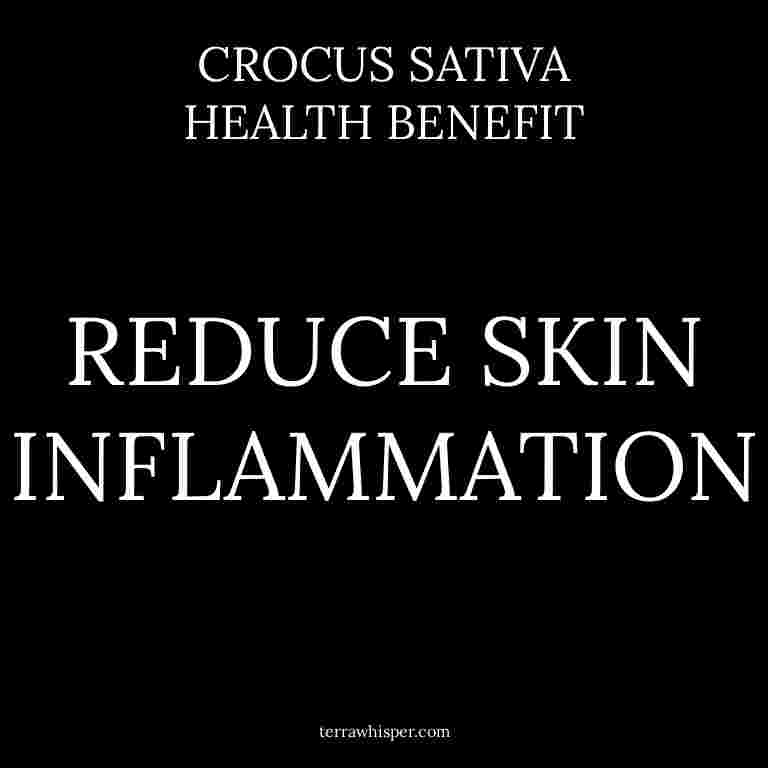 CROCUS SATIVA
HEALTH BENEFIT
REDUCE SKIN
INFLAMMATION
terrawhisper.com